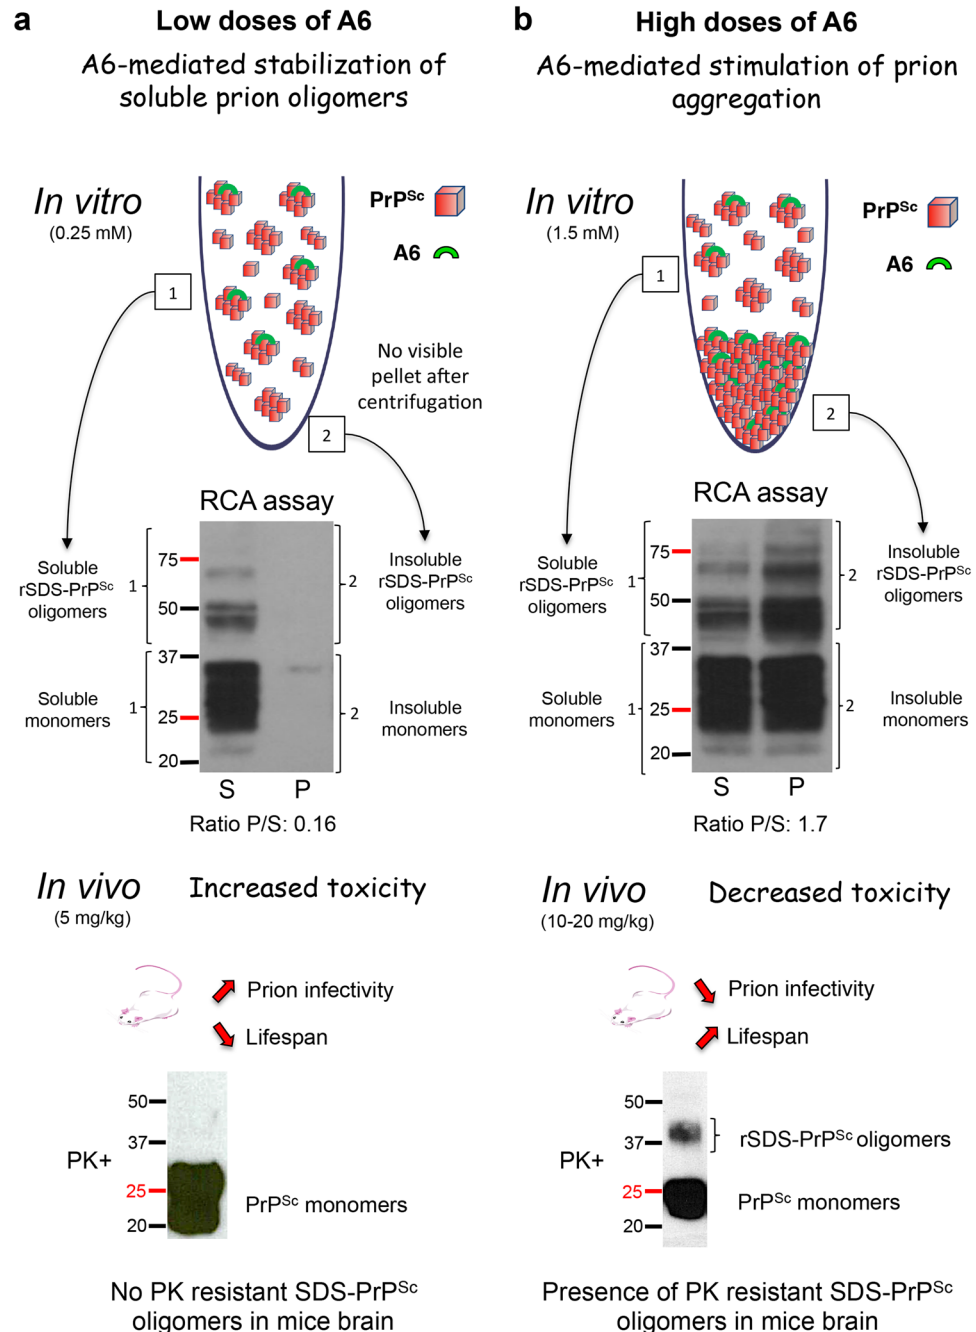 a
Low doses of A6
A6-mediated stabilization of
soluble prion oligomers
In vitro
(0.25 mM)
PrPSc
A6
1
No visible
pellet after
centrifugation
2
RCA assay
Soluble
rSDS-PrPSc
oligomers
1
75
50
2
Insoluble
rSDS-PrPSc
oligomers
Soluble
monomers
1
37
25
20
2
Insoluble
monomers
S P
Ratio P/S: 0.16
In vivo
(5 mg/kg)
Increased toxicity
Prion infectivity
Lifespan
PK+
50
37
25
20
PrPSc monomers
No PK resistant SDS-PrPSc
oligomers in mice brain
b
High doses of A6
A6-mediated stimulation of prion
aggregation
In vitro
(1.5 mM)
PrPSc
A6
1
2
RCA assay
Soluble
rSDS-PrPSc
oligomers
1
75
50
2
Insoluble
rSDS-PrPSc
oligomers
Soluble
monomers
1
37
25
20
2
Insoluble
monomers
S P
Ratio P/S: 1.7
In vivo
(10-20 mg/kg)
Decreased toxicity
Prion infectivity
Lifespan
PK+
50
37
25
20
rSDS-PrPSc oligomers
PrPSc monomers
Presence of PK resistant SDS-PrPSc
oligomers in mice brain